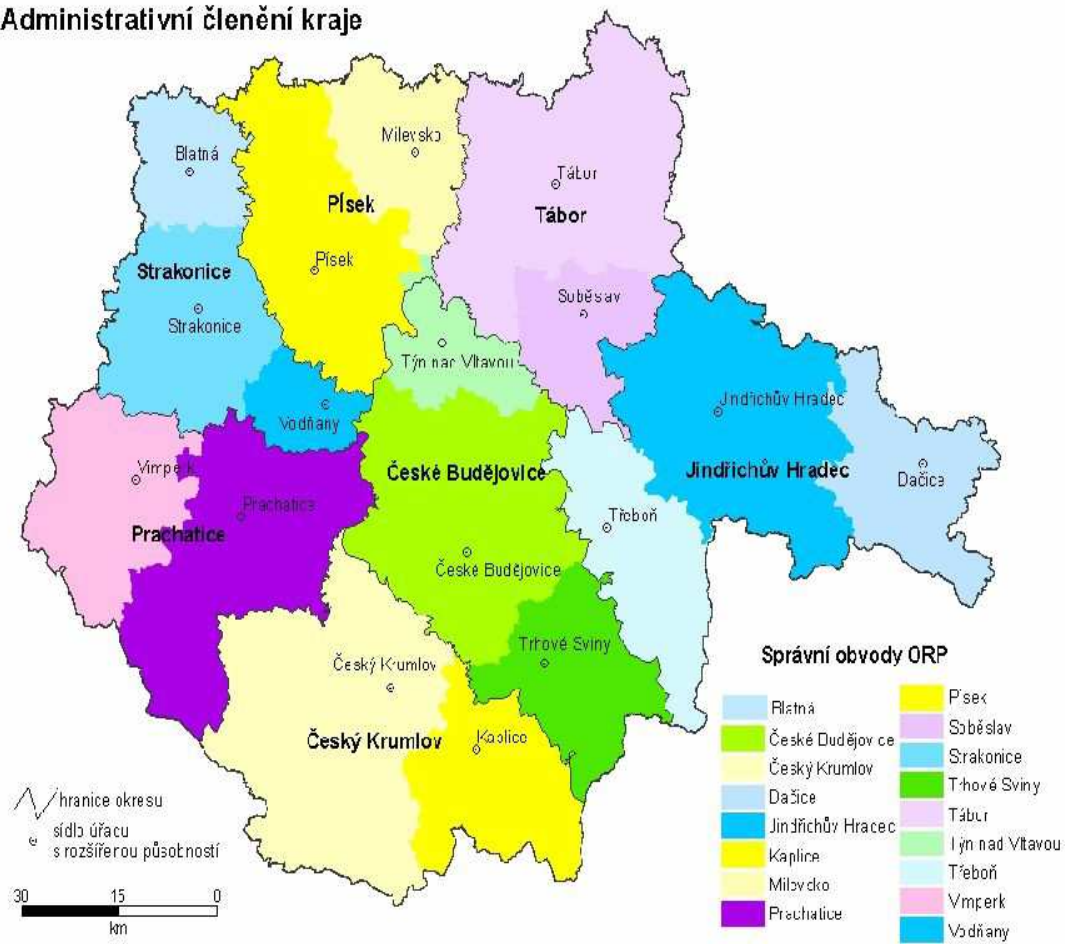 Administrativní členění kraje
Milevsko
Blatná
Tábor
Písek
Tábor
Písek
Strakonice
Soběslav
Strakonice
Týn nad Vltavou
Jindřichův Hradec
Vodňany
České Budějovice
Jindřichův Hradec
Vimperk
Dačice
Prachatice
Třeboň
Prachatice
České Budějovice
Trhové Sviny
Český Krumlov
Kaplice
Český Krumlov
hranice okresu
sídlo úřadu
s rozšířenou působností
30 15 0
km
Správní obvody ORP
Blatná
České Budějovice
Český Krumlov
Dačice
Jindřichův Hradec
Kaplice
Milevsko
Prachatice
Písek
Soběslav
Strakonice
Trhové Sviny
Tábor
Týn nad Vltavou
Třeboň
Vimperk
Vodňany